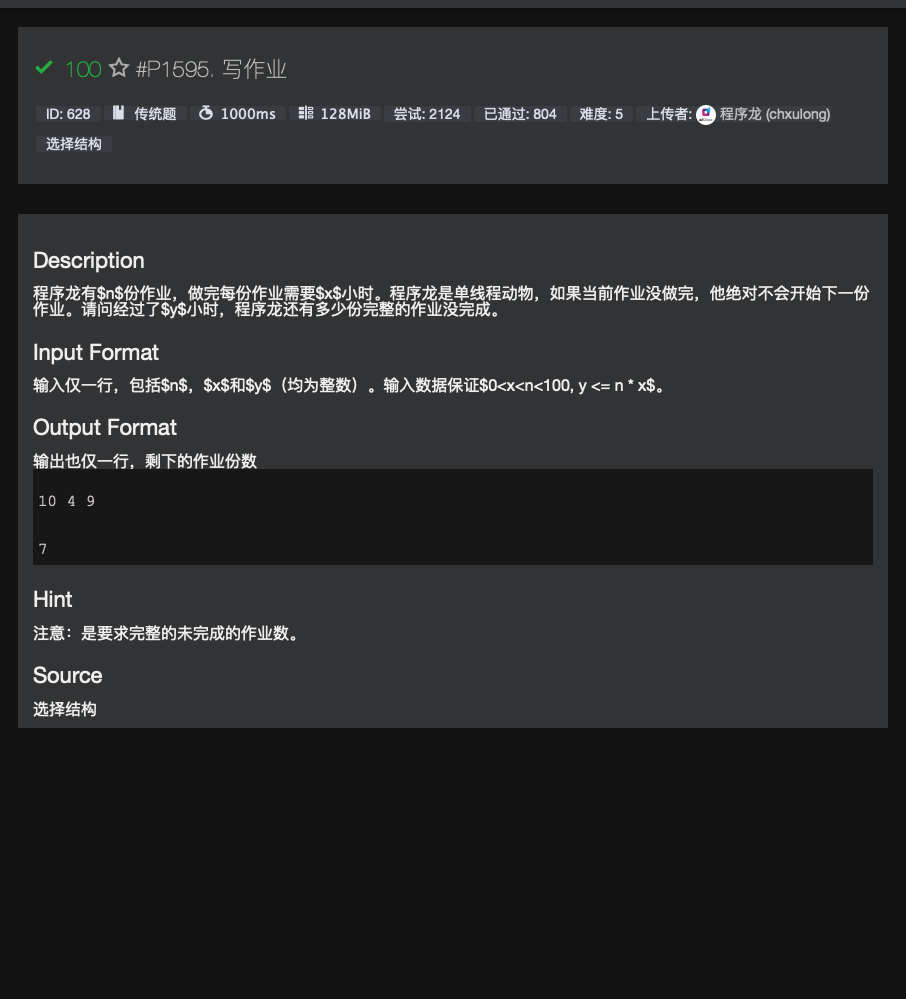 100 #P1595. 写作业
ID: 628 传统题 1000ms 128MiB 尝试: 2124 已通过: 804 难度: 5 上传者: 程序龙 (chxulong)
选择结构
Description
程序龙有$n$份作业，做完每份作业需要$x$小时。程序龙是单线程动物，如果当前作业没做完，他绝对不会开始下一份
作业。请问经过了$y$小时，程序龙还有多少份完整的作业没完成。
Input Format
输入仅一行，包括$n$，$x$和$y$（均为整数）。输入数据保证$0<x<n<100, y <= n * x$。
Output Format
输出也仅一行，剩下的作业份数
10 4 9
7
Hint
注意：是要求完整的未完成的作业数。
Source
选择结构